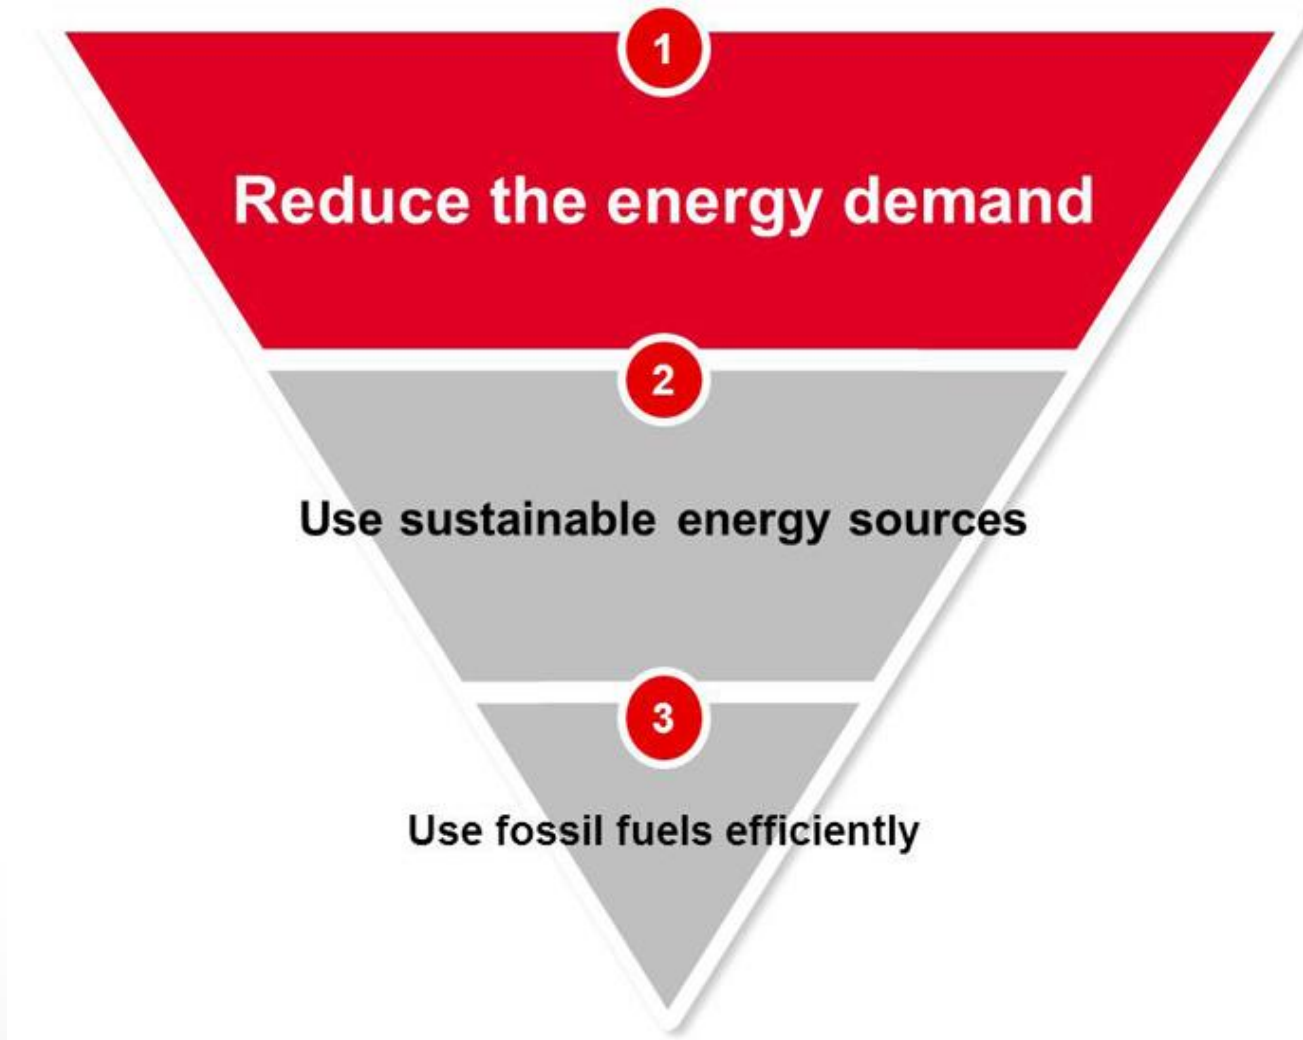 1
Reduce the energy demand
2
Use sustainable energy sources
3
Use fossil fuels efficiently